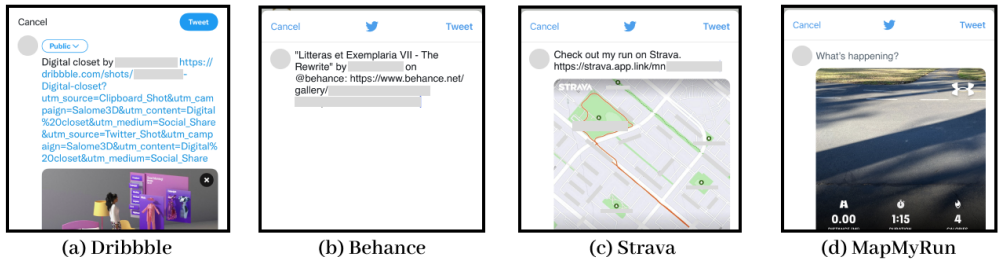 Cancel
Tweet
Public
Digital closet by https://
dribbble.com/shots/ -
Digital-closet?
utm_source=Clipboard_Shot&utm_cam
paign=Salome3D&utm_content=Digital
%20closet&utm_medium=Social_Share
&utm_source=Twitter_Shot&utm_camp
aign=Salome3D&utm_content=Digital%
20closet&utm_medium=Social_Share
(a) Dribbble
Cancel
Tweet
"Litteras et Exemplaria VII - The
Rewrite" by on
@behance: https://www.behance.net/
gallery/
(b) Behance
Cancel
Tweet
Check out my run on Strava.
https://strava.app.link/mn
STRAVA
(c) Strava
Cancel
Tweet
What's happening?
0.00 1:15 4
(d) MapMyRun